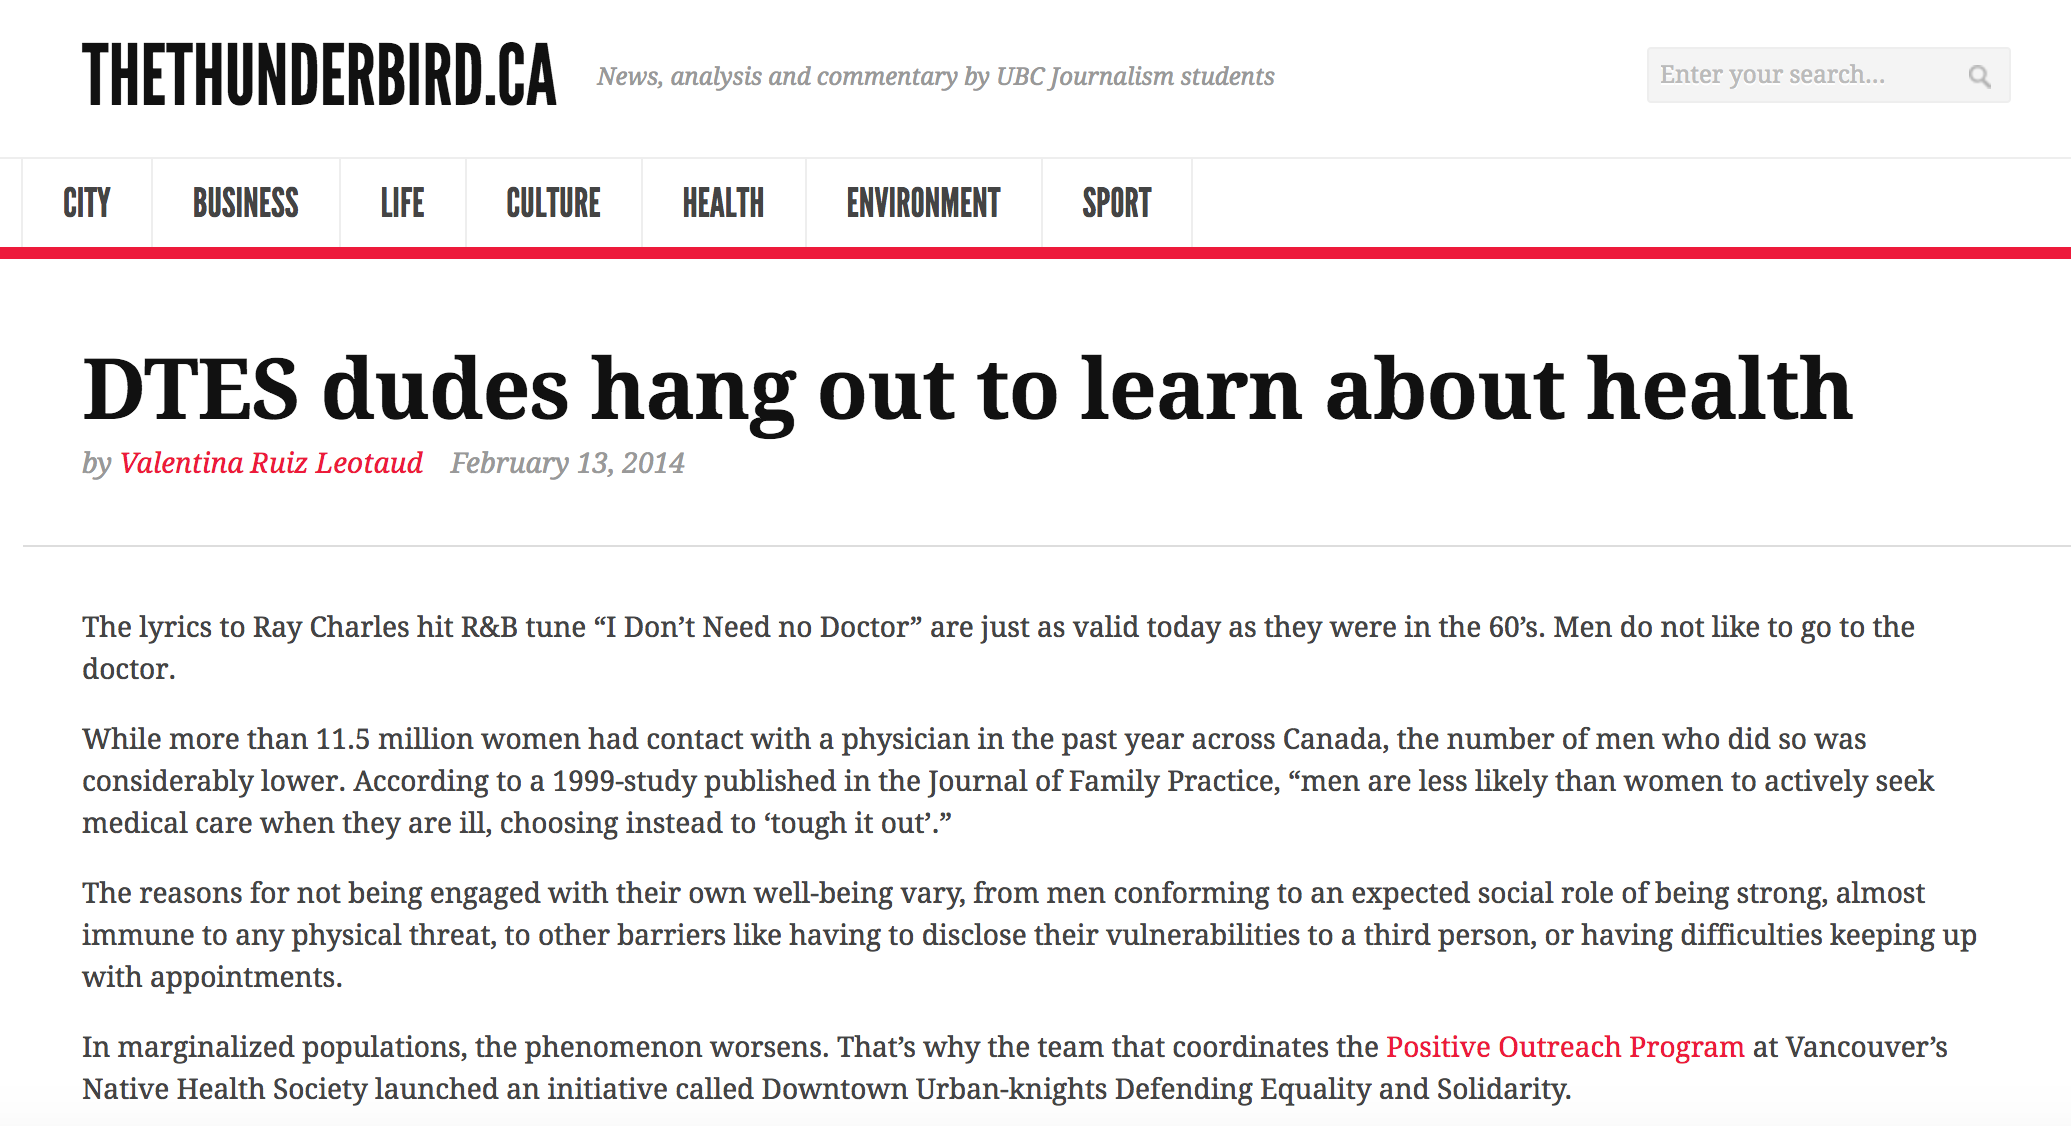 THETHUNDERBIRD.CA
News, analysis and commentary by UBC Journalism students
Enter your search...
CITY
BUSINESS
LIFE
CULTURE
HEALTH
ENVIRONMENT
SPORT
DTES dudes hang out to learn about health
by Valentina Ruiz Leotaud February 13, 2014
The lyrics to Ray Charles hit R&B tune “I Don’t Need no Doctor” are just as valid today as they were in the 60’s. Men do not like to go to the
doctor.
While more than 11.5 million women had contact with a physician in the past year across Canada, the number of men who did so was
considerably lower. According to a 1999-study published in the Journal of Family Practice, “men are less likely than women to actively seek
medical care when they are ill, choosing instead to ‘tough it out’.”
The reasons for not being engaged with their own well-being vary, from men conforming to an expected social role of being strong, almost
immune to any physical threat, to other barriers like having to disclose their vulnerabilities to a third person, or having difficulties keeping up
with appointments.
In marginalized populations, the phenomenon worsens. That’s why the team that coordinates the Positive Outreach Program at Vancouver’s
Native Health Society launched an initiative called Downtown Urban-knights Defending Equality and Solidarity.